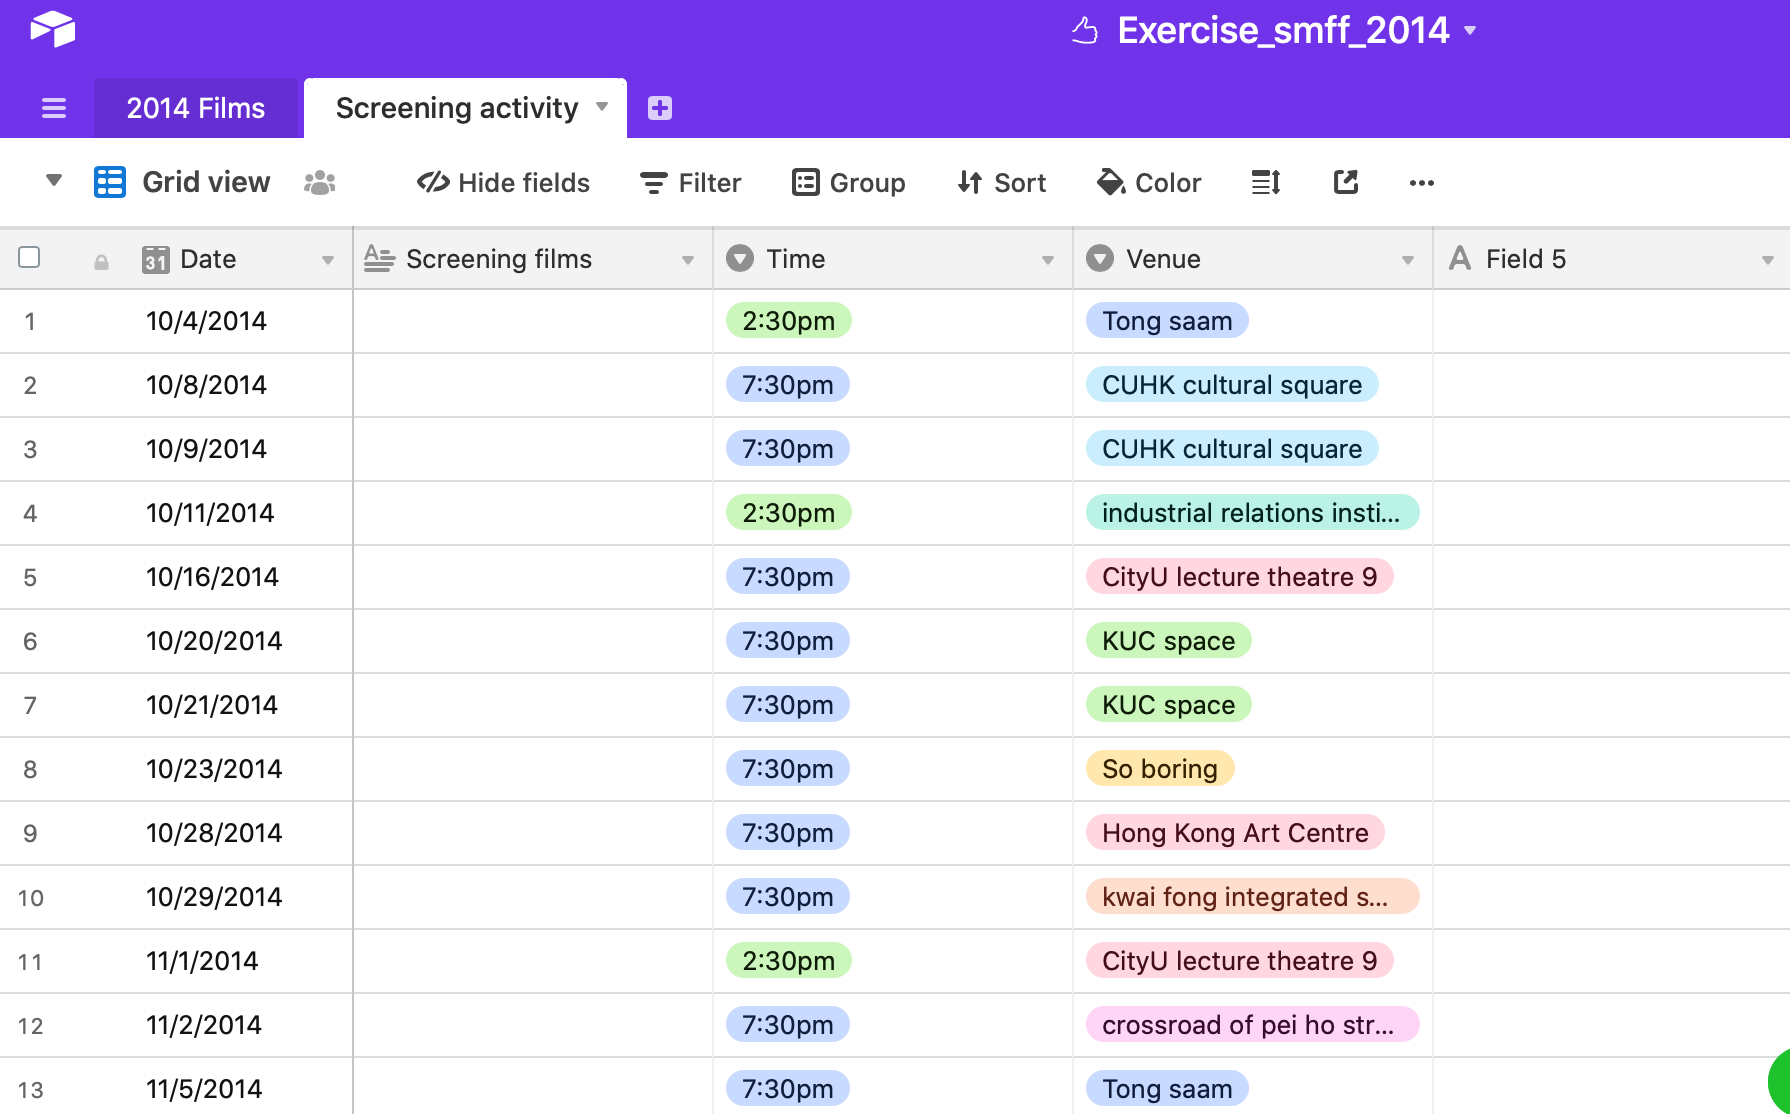 Exercise_smff_2014
2014 Films Screening activity
Grid view Hide fields Filter Group Sort Color
31 Date Screening films Time Venue Field 5
1 10/4/2014 2:30pm Tong saam
2 10/8/2014 7:30pm CUHK cultural square
3 10/9/2014 7:30pm CUHK cultural square
4 10/11/2014 2:30pm industrial relations insti...
5 10/16/2014 7:30pm CityU lecture theatre 9
6 10/20/2014 7:30pm KUC space
7 10/21/2014 7:30pm KUC space
8 10/23/2014 7:30pm So boring
9 10/28/2014 7:30pm Hong Kong Art Centre
10 10/29/2014 7:30pm kwai fong integrated s...
11 11/1/2014 2:30pm CityU lecture theatre 9
12 11/2/2014 7:30pm crossroad of pei ho str...
13 11/5/2014 7:30pm Tong saam